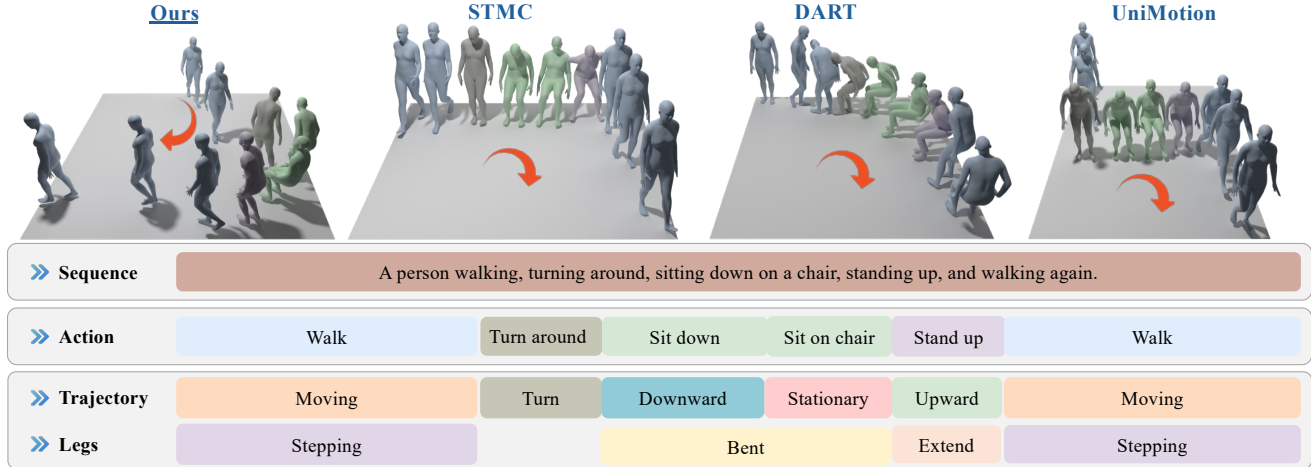 Ours STMC DART UniMotion
Sequence A person walking, turning around, sitting down on a chair, standing up, and walking again.
Action Walk Turn around Sit down Sit on chair Stand up Walk
Trajectory Moving Turn Downward Stationary Upward Moving
Legs Stepping Bent Extend Stepping